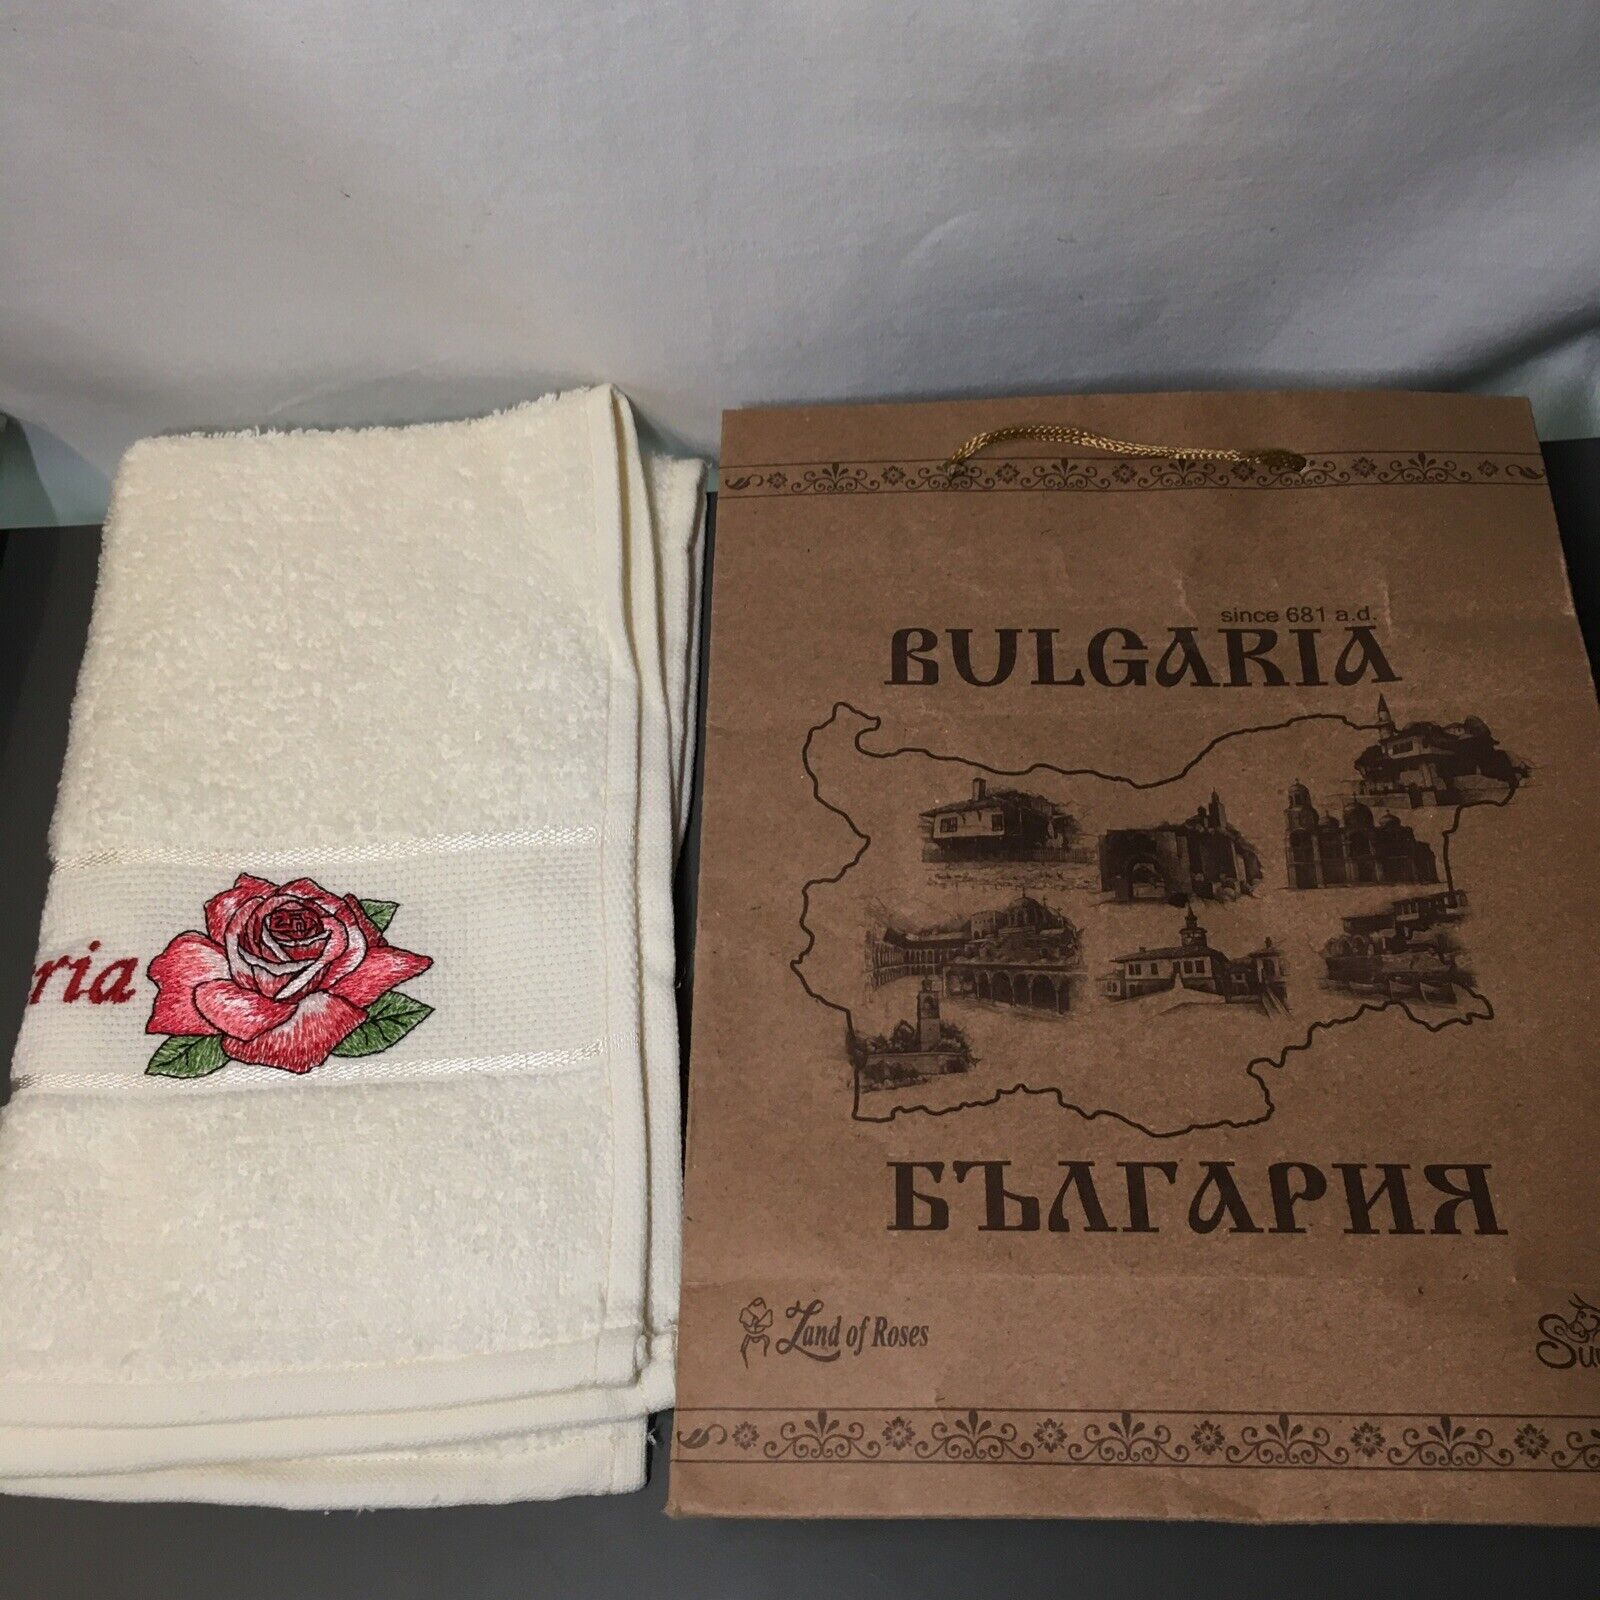 since 681 a.d.
BULGARIA
ria
БЪЛГАРИЯ
Land of Roses